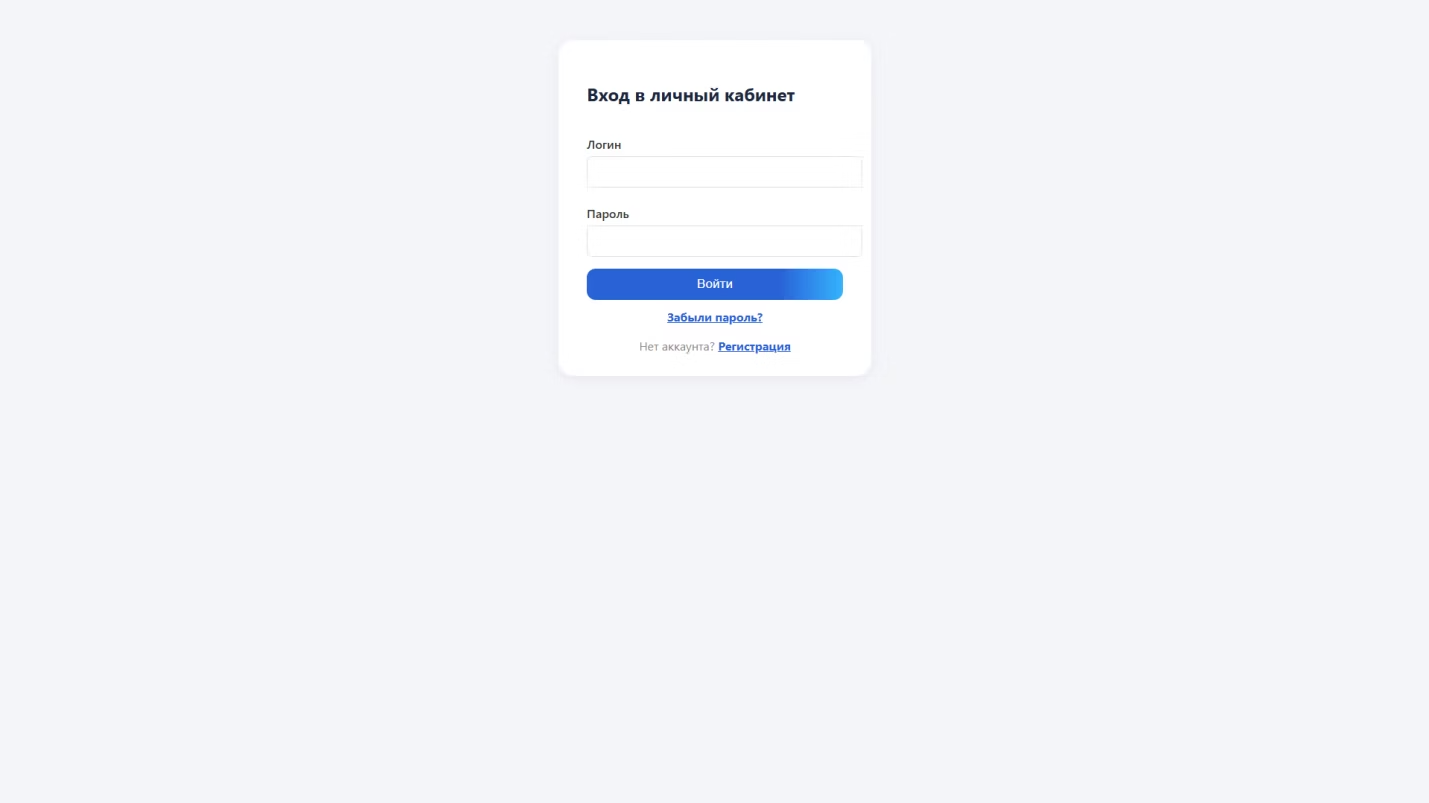 Вход в личный кабинет
Логин
Пароль
Войти
Забыли пароль?
Нет аккаунта? Регистрация